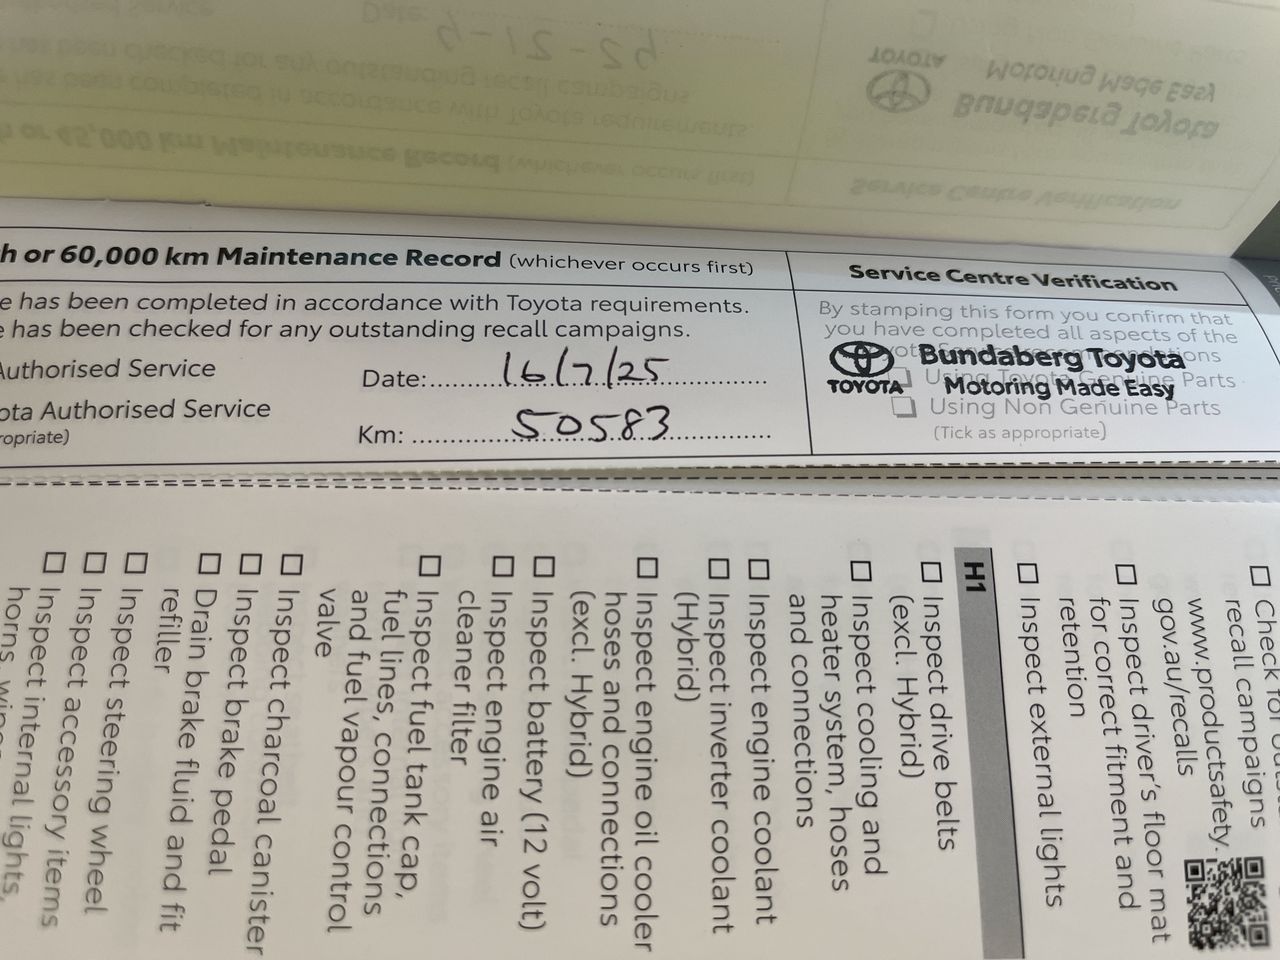 h or 60,000 km Maintenance Record (whichever occurs first)
e has been completed in accordance with Toyota requirements.
e has been checked for any outstanding recall campaigns.
Authorised Service
Date: 16/7/25
ota Authorised Service
ropriate)
Km: 50583
Service Centre Verification
By stamping this form you confirm that
you have completed all aspects of the
Bundaberg Toyota
TOYOTA Motoring Made Easy
Using Toyota Genuine Parts
Using Non Genuine Parts
(Tick as appropriate)
Check for
recall campaigns
www.productsafety.
gov.au/recalls
Inspect driver's floor mat
for correct fitment and
retention
Inspect external lights
H1
Inspect drive belts
(excl. Hybrid)
Inspect cooling and
heater system, hoses
and connections
Inspect engine coolant
Inspect inverter coolant
(Hybrid)
Inspect engine oil cooler
hoses and connections
(excl. Hybrid)
Inspect battery (12 volt)
Inspect engine air
cleaner filter
Inspect fuel tank cap,
fuel lines, connections
and fuel vapour control
valve
Inspect charcoal canister
Inspect brake pedal
Drain brake fluid and fit
refiller
Inspect steering wheel
Inspect accessory items
Inspect internal lights,
horns,